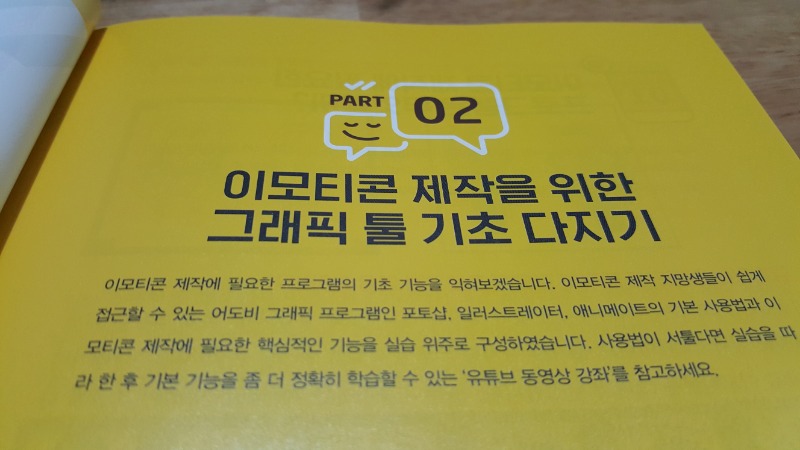 PART 02
이모티콘 제작을 위한
그래픽 툴 기초 다지기
이모티콘 제작에 필요한 프로그램의 기초 기능을 익혀보겠습니다. 이모티콘 제작 지망생들이 쉽게
접근할 수 있는 어도비 그래픽 프로그램인 포토샵, 일러스트레이터, 애니메이트의 기본 사용법과 이
모티콘 제작에 필요한 핵심적인 기능을 실습 위주로 구성하였습니다. 사용법이 서툴다면 실습을 따
라 한 후 기본 기능을 좀 더 정확히 학습할 수 있는 '유튜브 동영상 강좌'를 참고하세요.